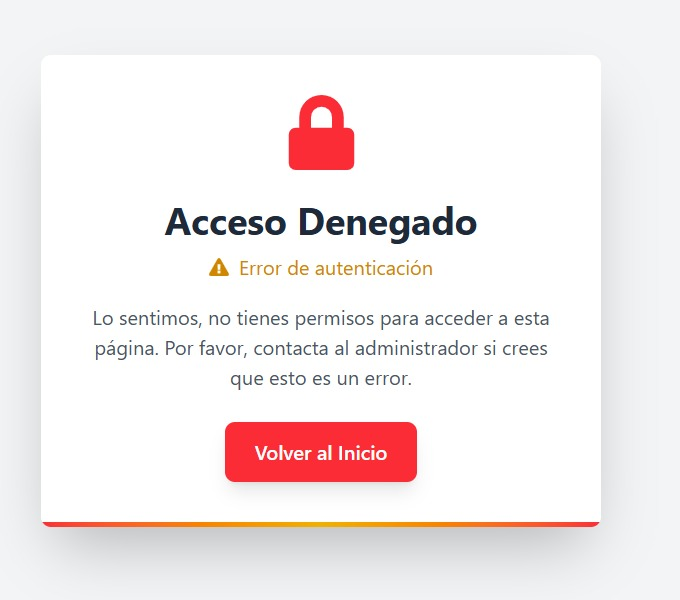 Acceso Denegado
Error de autenticación
Lo sentimos, no tienes permisos para acceder a esta
página. Por favor, contacta al administrador si crees
que esto es un error.
Volver al Inicio